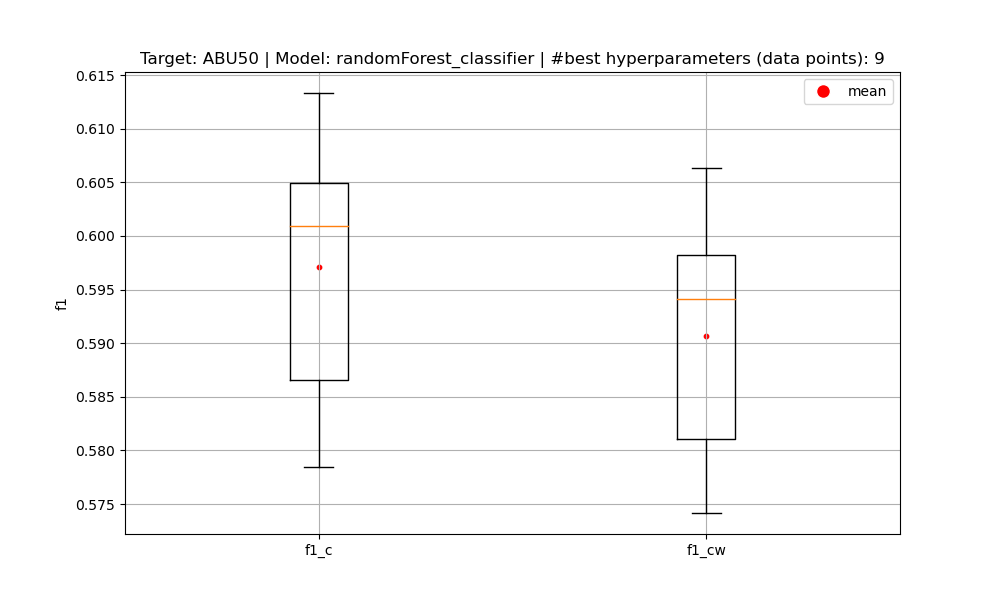 Target: ABU50 | Model: randomForest_classifier | #best hyperparameters (data points): 9
mean
0.615
0.610
0.605
0.600
0.595
0.590
0.585
0.580
0.575
f1
f1_c
f1_cw